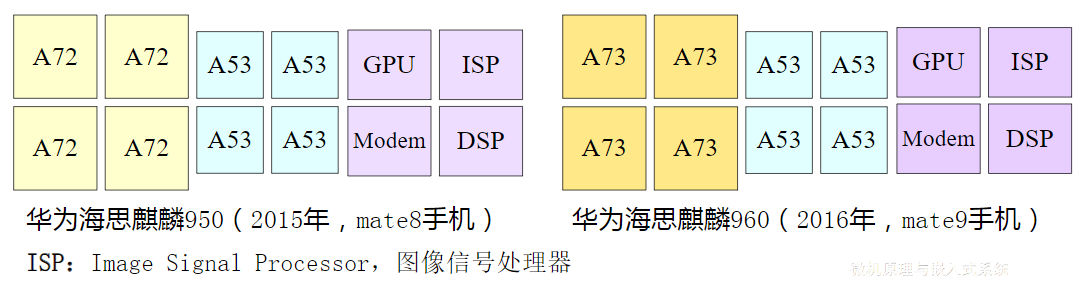 A72 A72 A53 A53 GPU ISP A73 A73 A53 A53 GPU ISP
A72 A72 A53 A53 Modem DSP A73 A73 A53 A53 Modem DSP
华为海思麒麟950（2015年，mate8手机） 华为海思麒麟960（2016年，mate9手机）
ISP：Image Signal Processor，图像信号处理器
微机原理与嵌入式系统